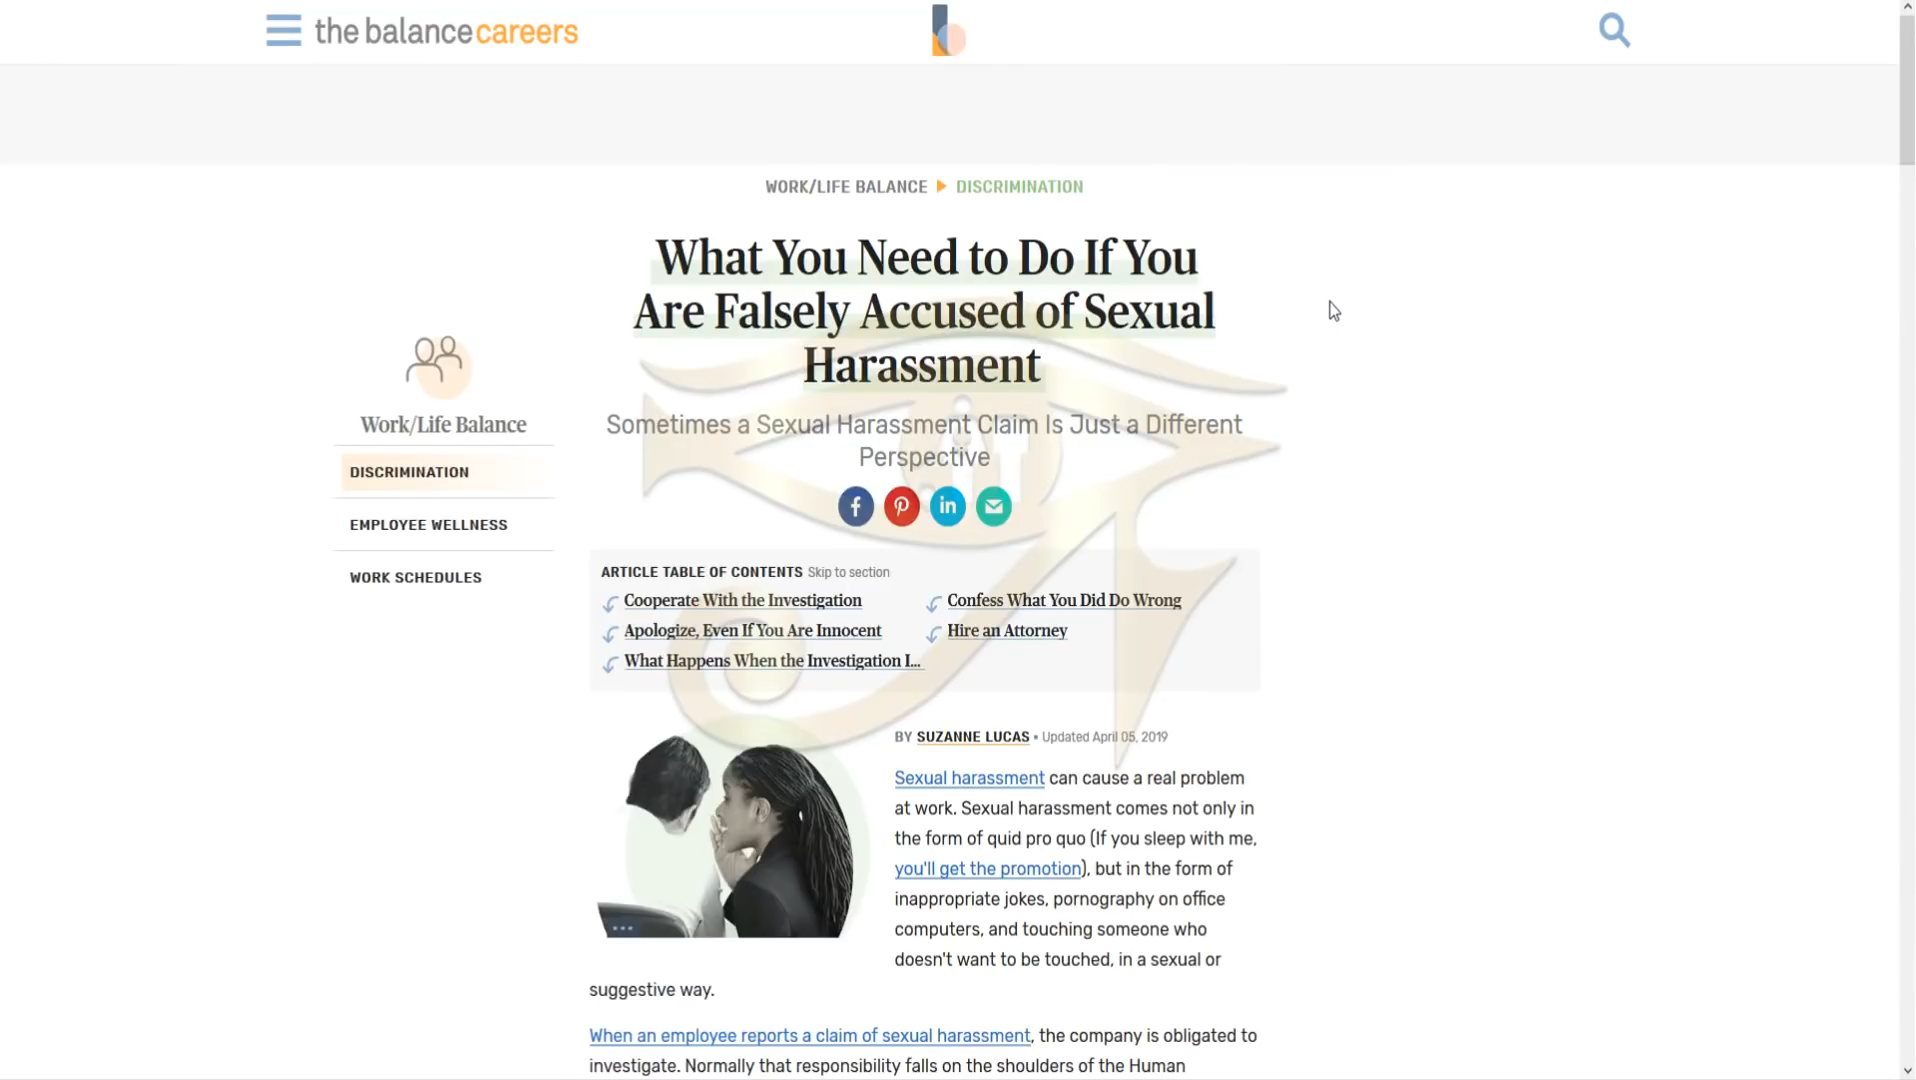 the balance careers
WORK/LIFE BALANCE DISCRIMINATION
What You Need to Do If You
Are Falsely Accused of Sexual
Harassment
Sometimes a Sexual Harassment Claim Is Just a Different
Perspective
Work/Life Balance
DISCRIMINATION
EMPLOYEE WELLNESS
WORK SCHEDULES
ARTICLE TABLE OF CONTENTS Skip to section
Cooperate With the Investigation
Confess What You Did Do Wrong
Apologize, Even If You Are Innocent
Hire an Attorney
What Happens When the Investigation I...
BY SUZANNE LUCAS • Updated April 05, 2019
Sexual harassment can cause a real problem
at work. Sexual harassment comes not only in
the form of quid pro quo (If you sleep with me,
you'll get the promotion), but in the form of
inappropriate jokes, pornography on office
computers, and touching someone who
doesn't want to be touched, in a sexual or
suggestive way.
When an employee reports a claim of sexual harassment, the company is obligated to
investigate. Normally that responsibility falls on the shoulders of the Human